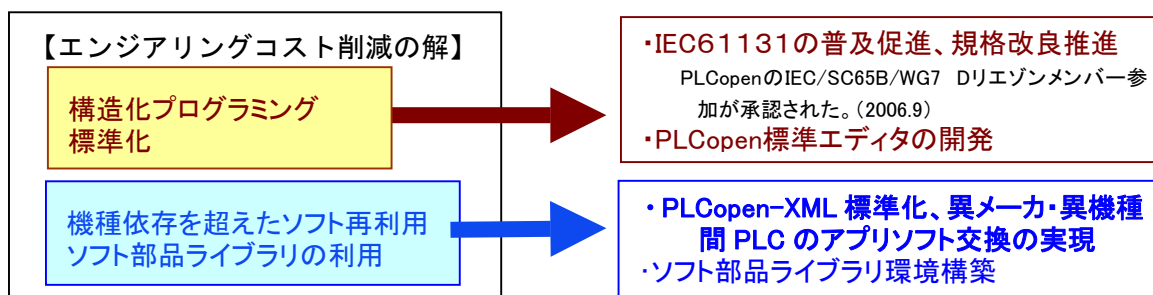 【エンジアリングコスト削減の解】
構造化プログラミング
標準化
機種依存を超えたソフト再利用
ソフト部品ライブラリの利用
・IEC61131の普及促進、規格改良推進
PLCopenのIEC/SC65B/WG7 Dリエゾンメンバー参
加が承認された。(2006.9)
・PLCopen標準エディタの開発
・PLCopen-XML 標準化、異メーカ・異機種
間 PLC のアプリソフト交換の実現
・ソフト部品ライブラリ環境構築